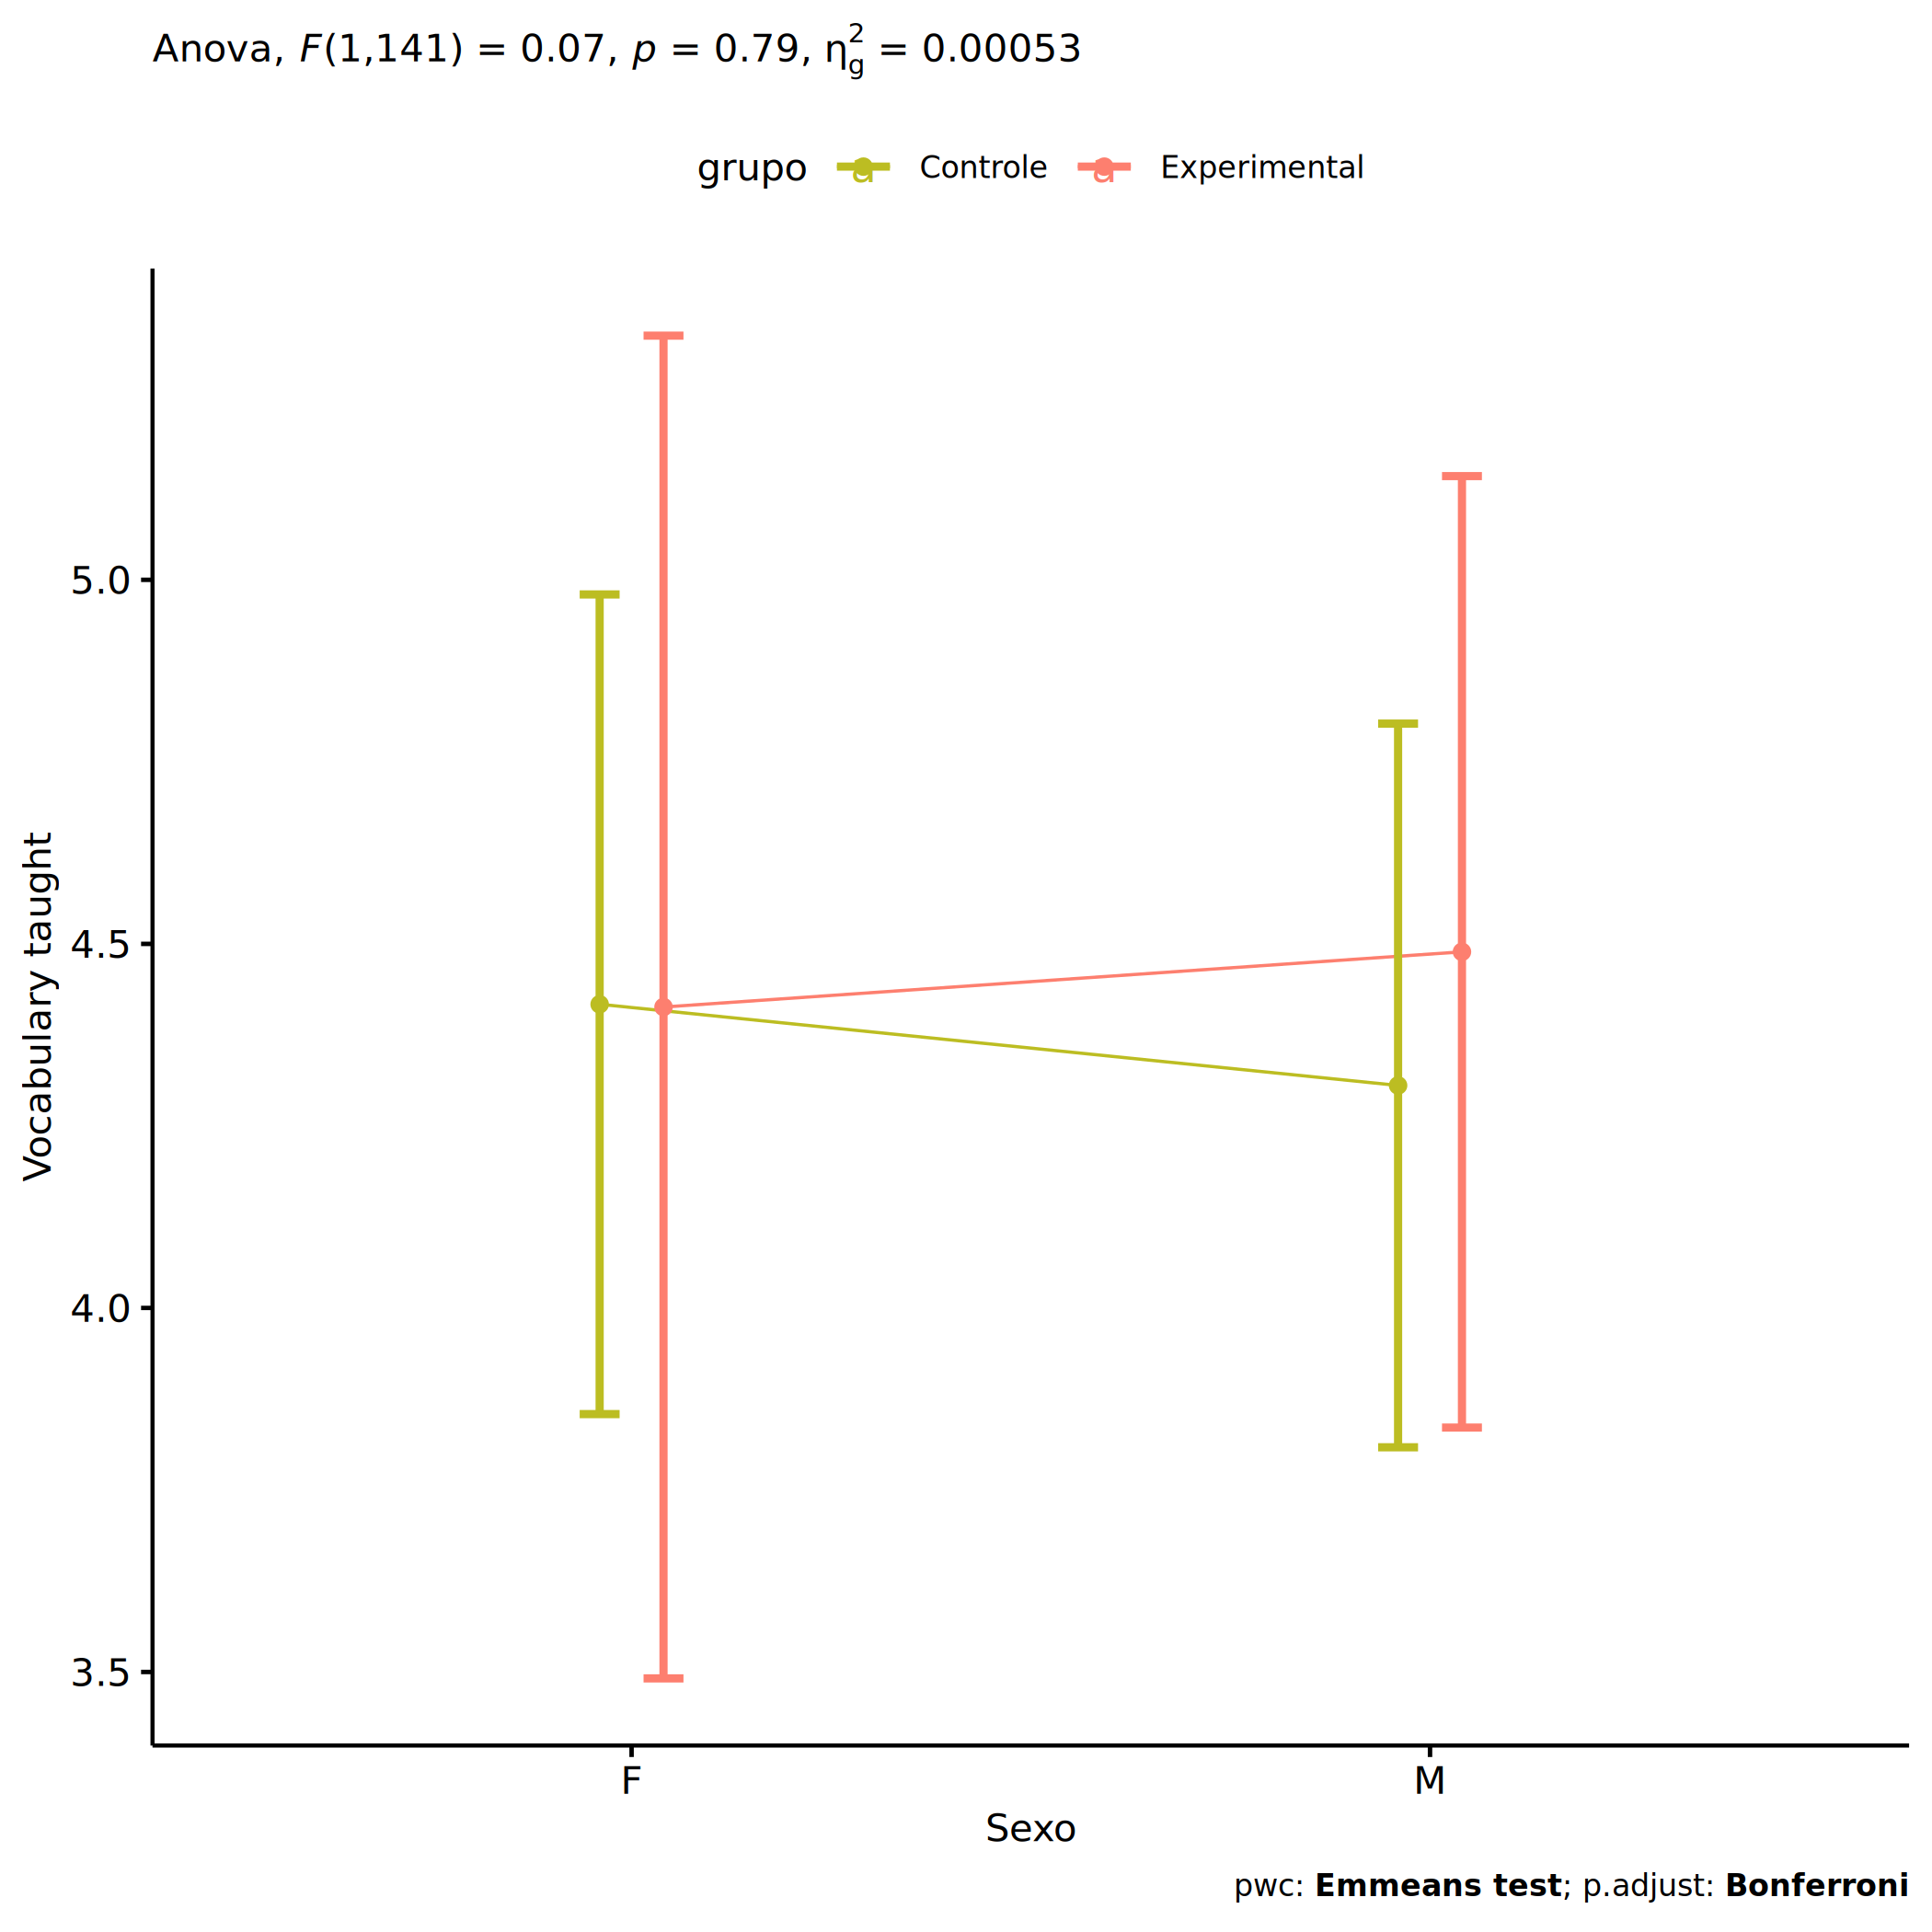 Anova, F(1,141) = 0.07, p = 0.79, η²g = 0.00053
grupo a Controle a Experimental
5.0
4.5
4.0
3.5
Vocabulary taught
F M
Sexo
pwc: Emmeans test; p.adjust: Bonferroni